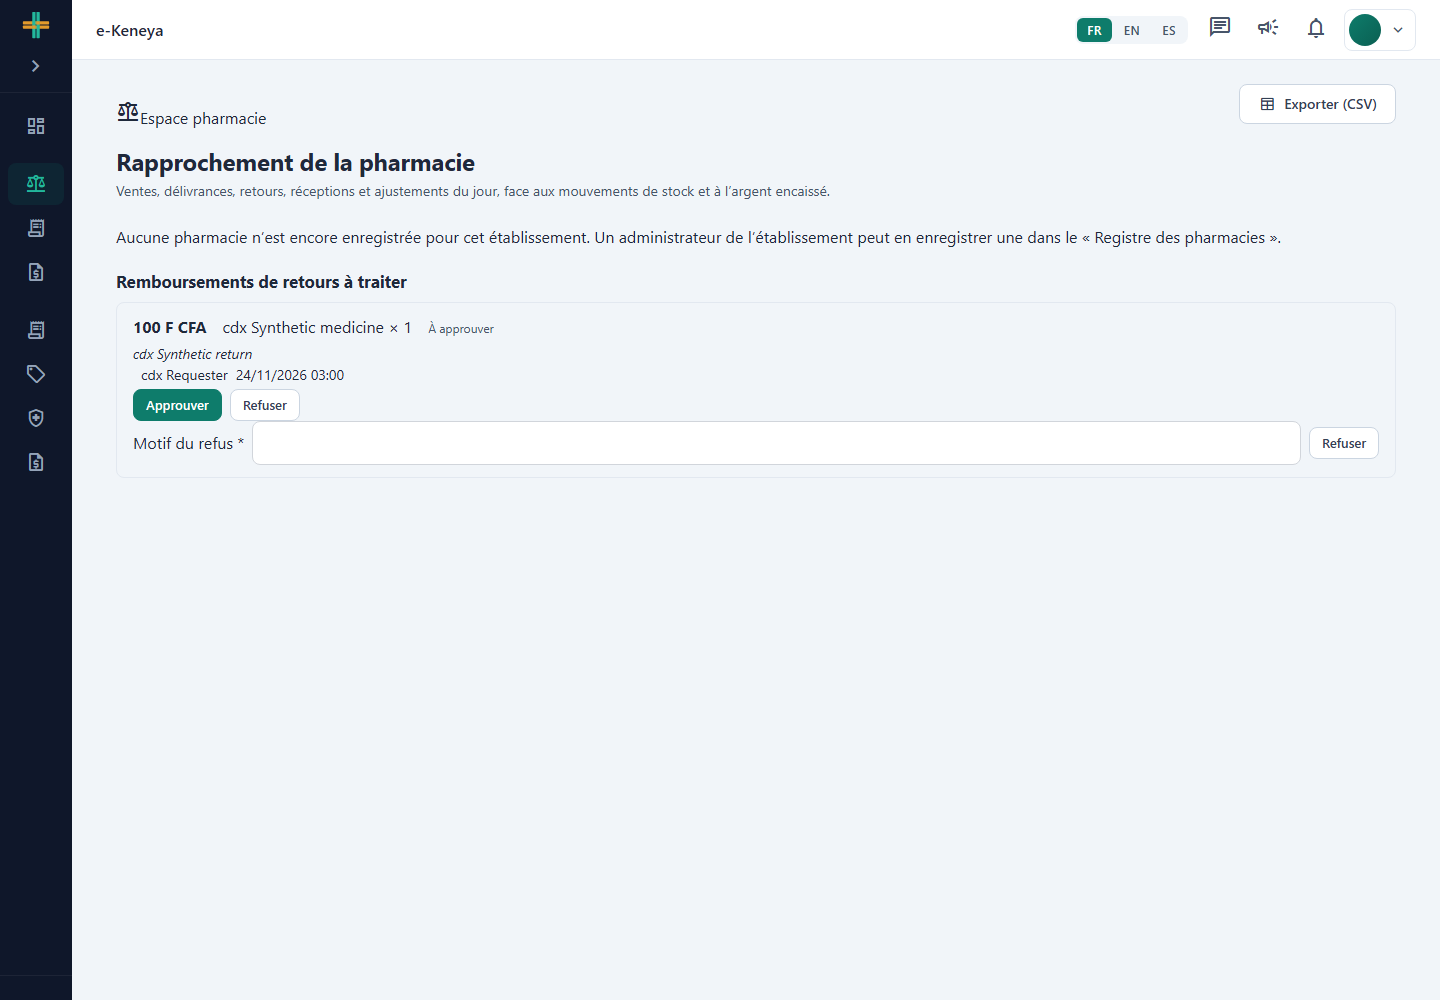 e-Keneya
FR EN ES
Espace pharmacie
Exporter (CSV)
Rapprochement de la pharmacie
Ventes, délivrances, retours, réceptions et ajustements du jour, face aux mouvements de stock et à l’argent encaissé.
Aucune pharmacie n’est encore enregistrée pour cet établissement. Un administrateur de l’établissement peut en enregistrer une dans le « Registre des pharmacies ».
Remboursements de retours à traiter
100 F CFA cdx Synthetic medicine × 1 À approuver
cdx Synthetic return
cdx Requester 24/11/2026 03:00
Approuver Refuser
Motif du refus * Refuser